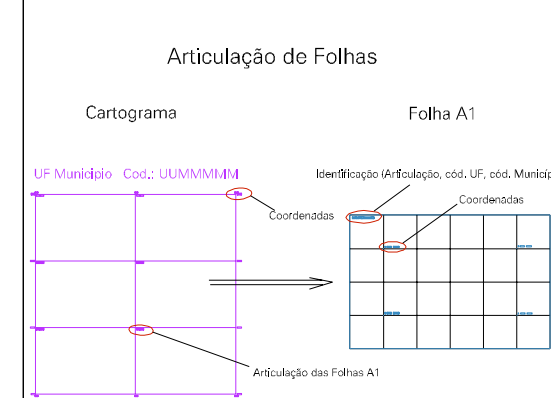 Articulação de Folhas
Cartograma
Folha A1
UF Municipio Cod.: UUMMMMM
Identificação (Articulação, cód. UF, cód. Municíp
Coordenadas
Coordenadas
Articulação das Folhas A1